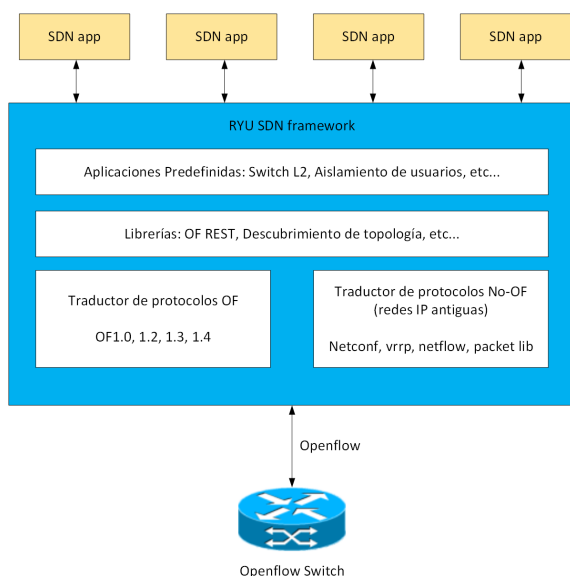 SDN app
SDN app
SDN app
SDN app
RYU SDN framework
Aplicaciones Predefinidas: Switch L2, Aislamiento de usuarios, etc...
Librerías: OF REST, Descubrimiento de topología, etc...
Traductor de protocolos OF
OF1.0, 1.2, 1.3, 1.4
Traductor de protocolos No-OF
(redes IP antiguas)
Netconf, vrrp, netflow, packet lib
Openflow
Openflow Switch